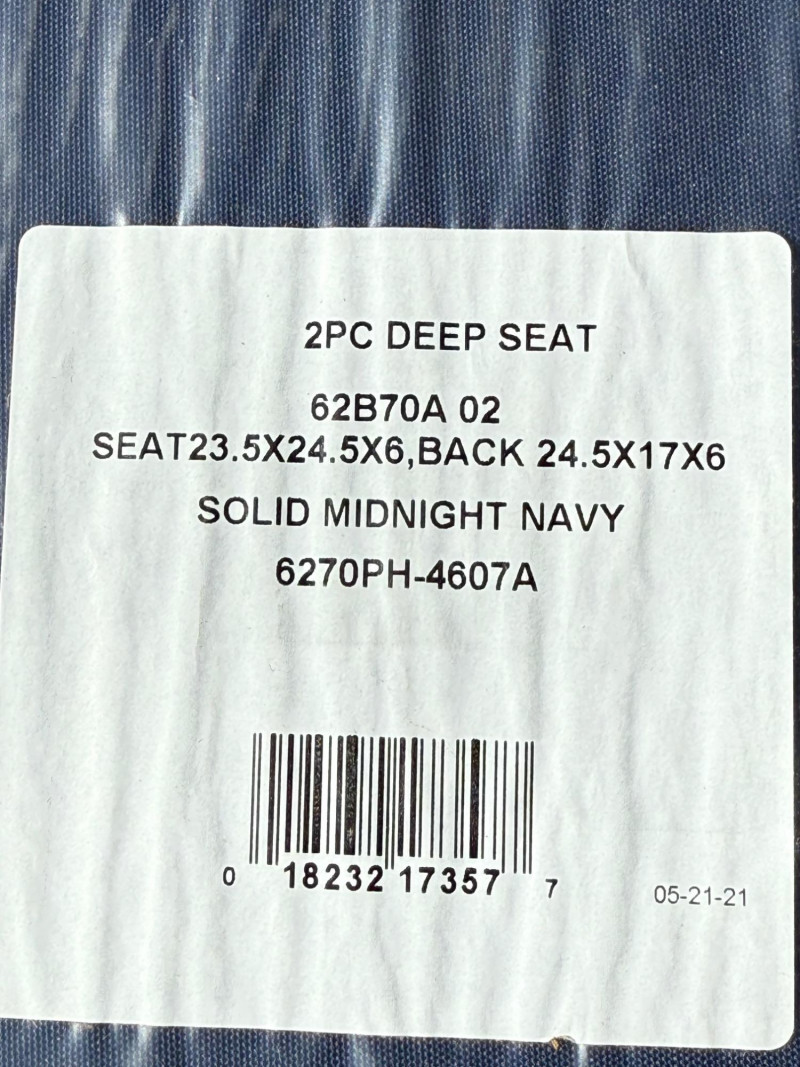 2PC DEEP SEAT
62B70A 02
SEAT23.5X24.5X6,BACK 24.5X17X6
SOLID MIDNIGHT NAVY
6270PH-4607A
0 18232 17357 7
05-21-21